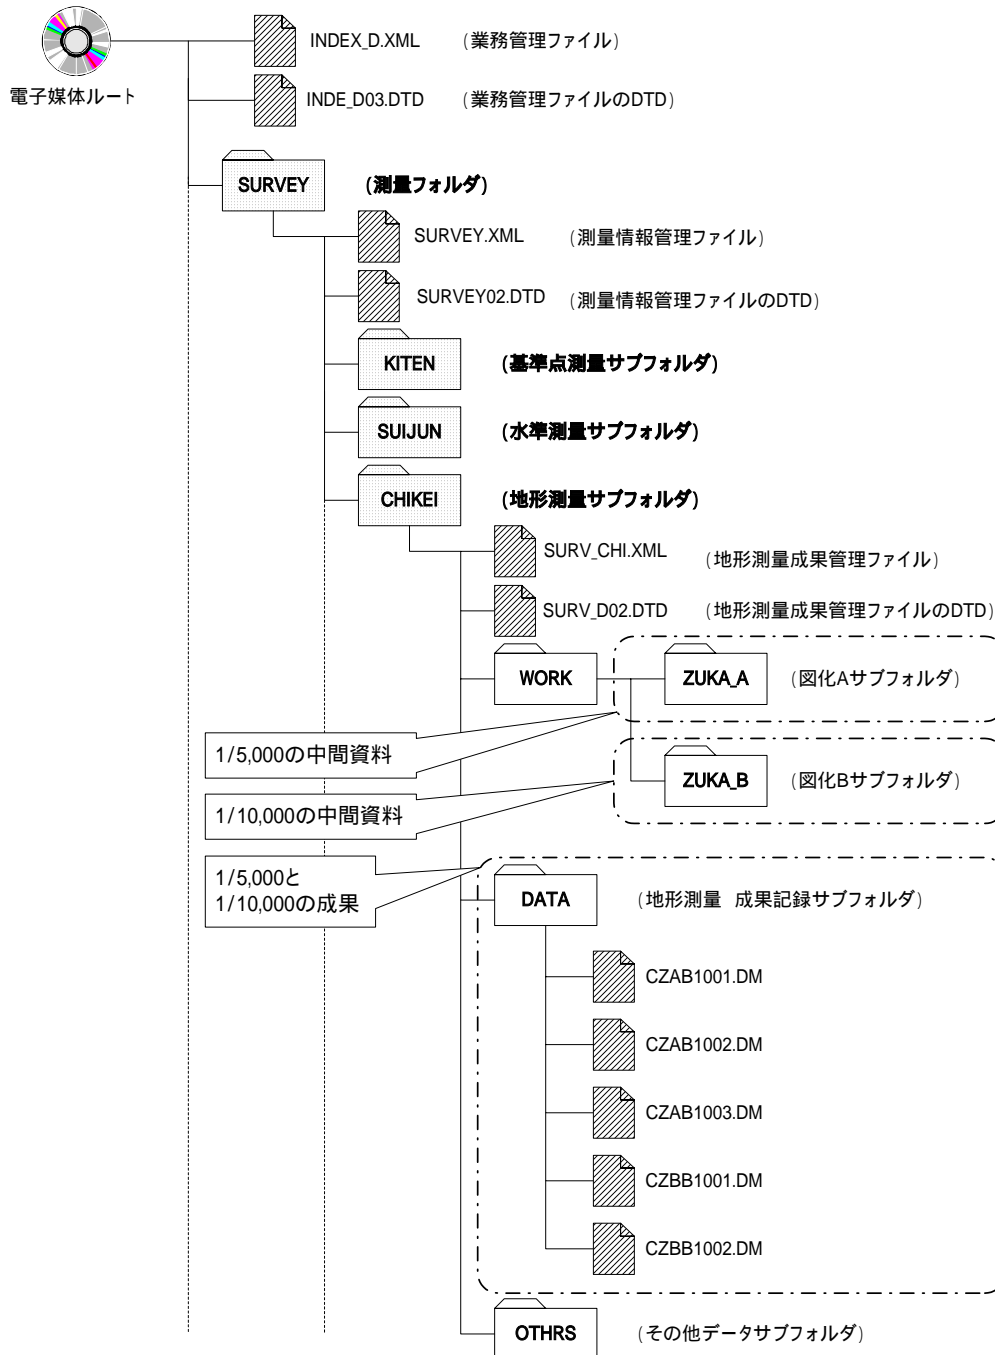 INDEX_D.XML (業務管理ファイル)
電子媒体ルート
INDE_D03.DTD (業務管理ファイルのDTD)
SURVEY (測量フォルダ)
SURVEY.XML (測量情報管理ファイル)
SURVEY02.DTD (測量情報管理ファイルのDTD)
KITEN (基準点測量サブフォルダ)
SUIJUN (水準測量サブフォルダ)
CHIKEI (地形測量サブフォルダ)
SURV_CHI.XML (地形測量成果管理ファイル)
SURV_D02.DTD (地形測量成果管理ファイルのDTD)
WORK ZUKA_A (図化Aサブフォルダ)
1/5,000の中間資料
ZUKA_B (図化Bサブフォルダ)
1/10,000の中間資料
1/5,000と
1/10,000の成果
DATA (地形測量 成果記録サブフォルダ)
CZAB1001.DM
CZAB1002.DM
CZAB1003.DM
CZBB1001.DM
CZBB1002.DM
OTHRS (その他データサブフォルダ)